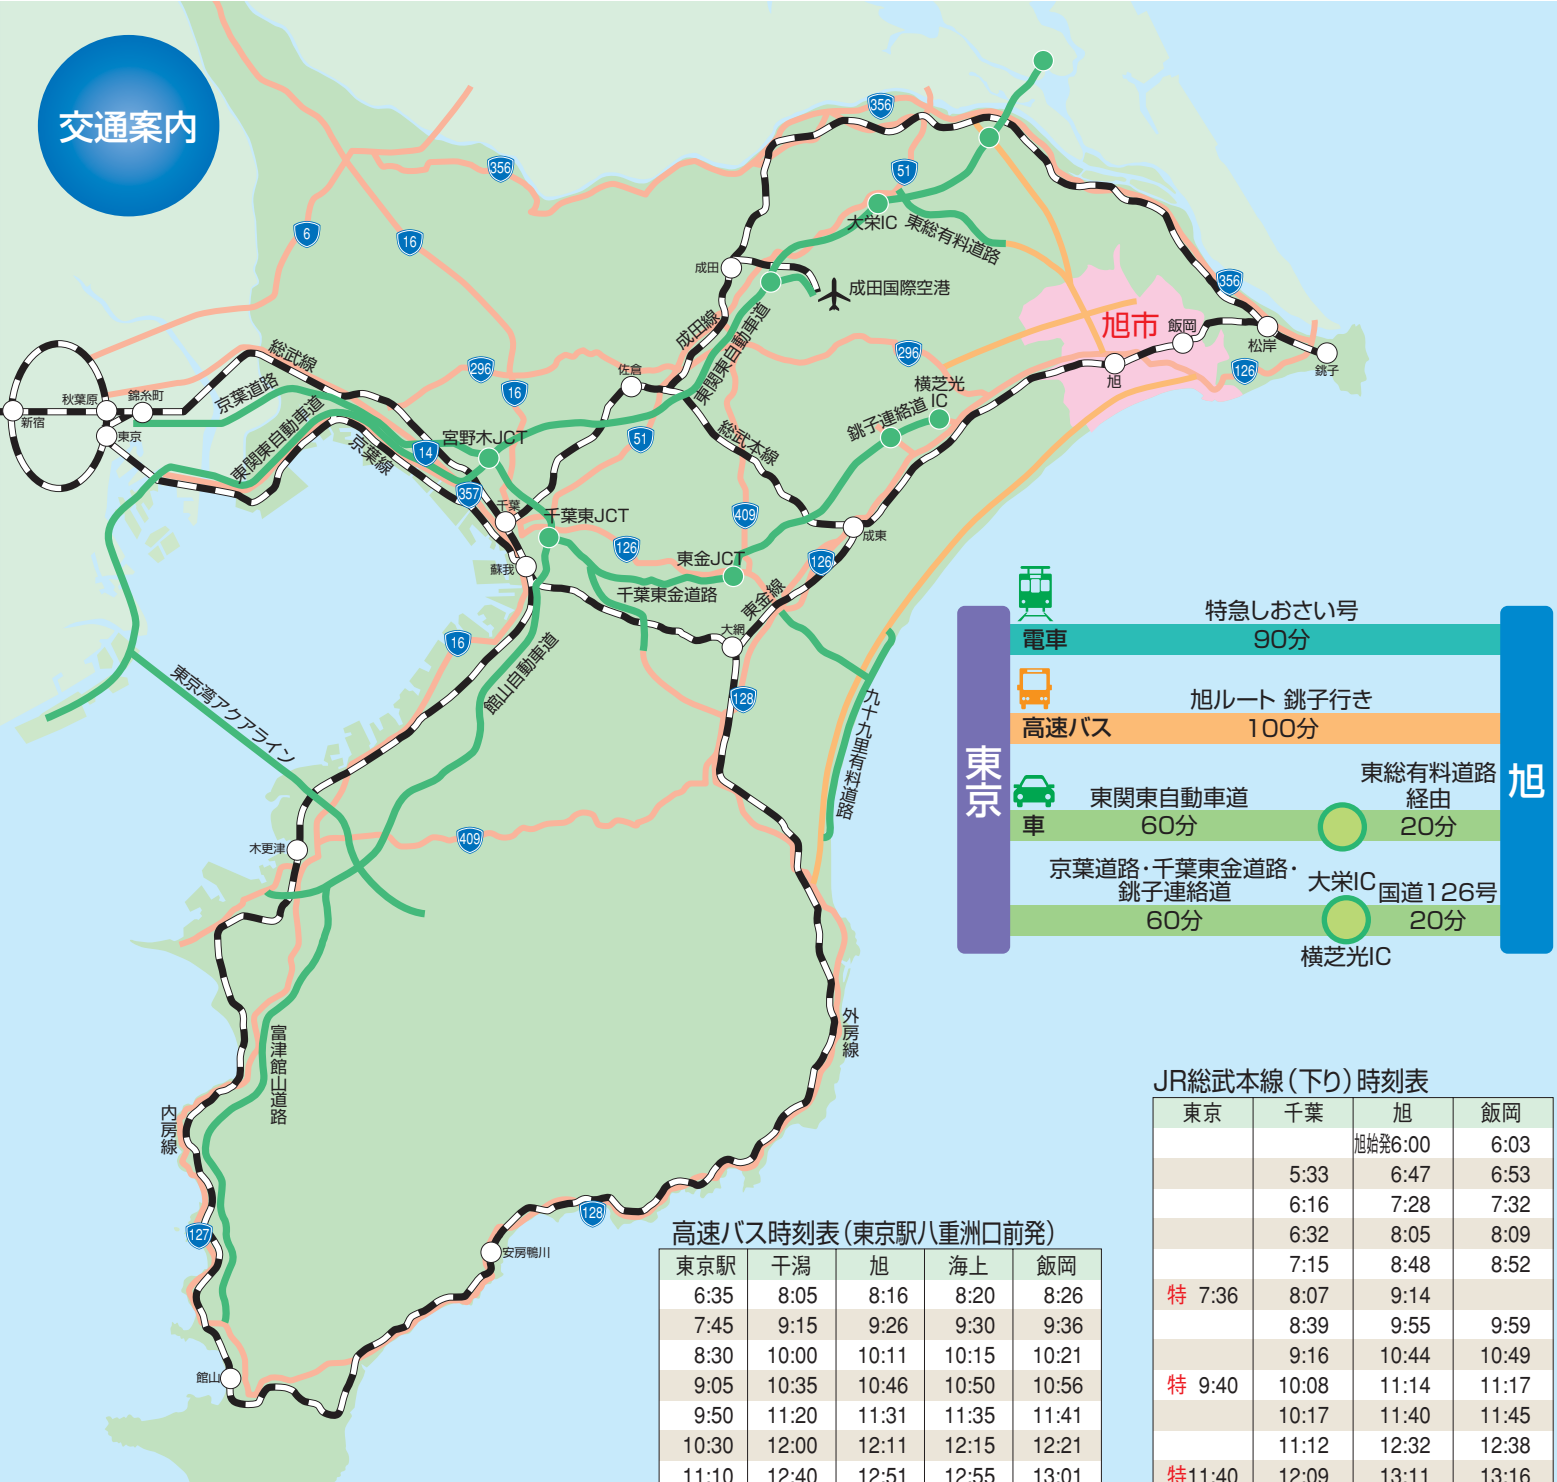 交通案内
356
356
51
6
16
大栄IC
東総有料道路
成田
成田国際空港
356
旭市
飯岡
松岸
銚子
旭
126
成田線
東関東自動車道
総武線
296
296
16
佐倉
横芝光
IC
銚子連絡道
京葉道路
秋葉原
錦糸町
新宿
東京
東関東自動車道
京葉線
14
宮野木JCT
51
総武本線
357
千葉
千葉東JCT
409
成東
126
東金JCT
126
蘇我
千葉東金道路
東金線
大網
16
館山自動車道
128
東京湾アクアライン
九十九里有料道路
木更津
409
富津館山道路
内房線
外房線
127
128
安房鴨川
館山
東京
旭
特急しおさい号
電車
90分
旭ルート 銚子行き
高速バス
100分
東関東自動車道
東総有料道路
経由
車
60分
20分
京葉道路・千葉東金道路・
銚子連絡道
大栄IC
国道126号
60分
20分
横芝光IC
高速バス時刻表(東京駅八重洲口前発)
東京駅 干潟 旭 海上 飯岡
6:35 8:05 8:16 8:20 8:26
7:45 9:15 9:26 9:30 9:36
8:30 10:00 10:11 10:15 10:21
9:05 10:35 10:46 10:50 10:56
9:50 11:20 11:31 11:35 11:41
10:30 12:00 12:11 12:15 12:21
11:10 12:40 12:51 12:55 13:01
JR総武本線(下り)時刻表
東京 千葉 旭 飯岡
旭始発6:00 6:03
5:33 6:47 6:53
6:16 7:28 7:32
6:32 8:05 8:09
7:15 8:48 8:52
特 7:36 8:07 9:14
8:39 9:55 9:59
9:16 10:44 10:49
特 9:40 10:08 11:14 11:17
10:17 11:40 11:45
11:12 12:32 12:38
特11:40 12:09 13:11 13:16